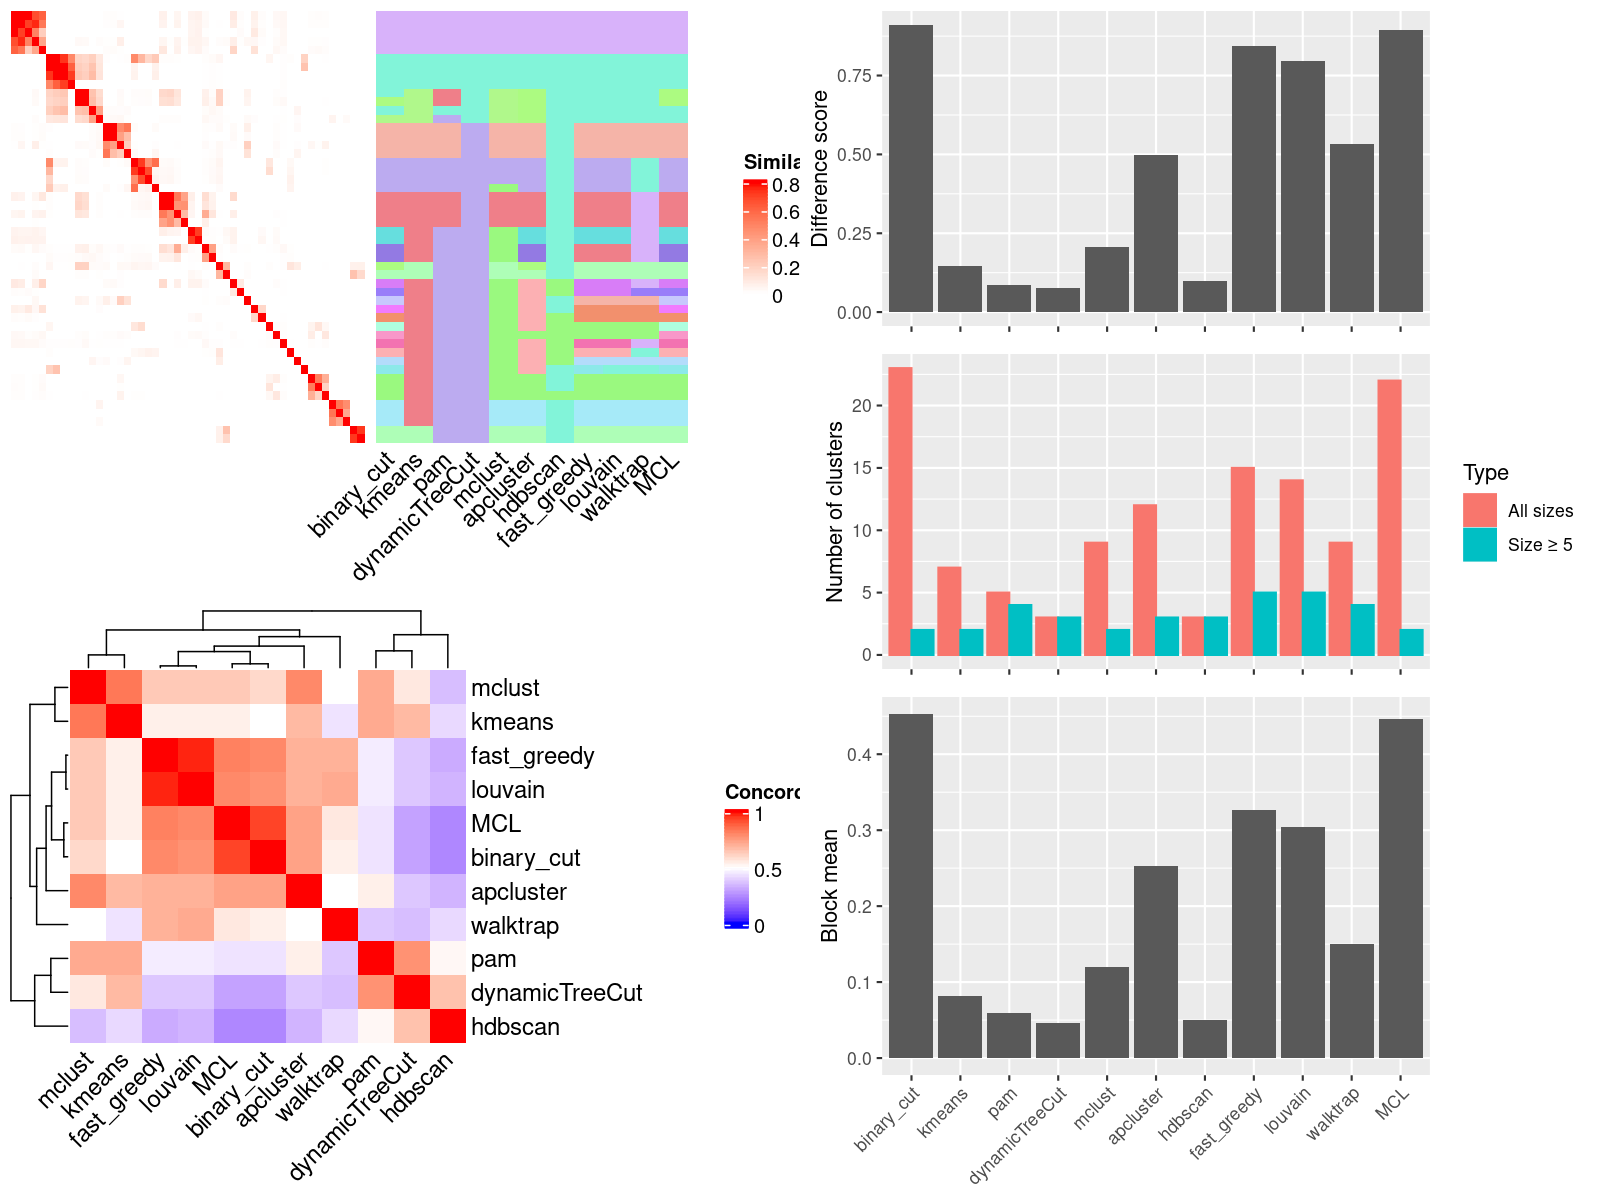 Simila
0.8
0.6
0.4
0.2
0
binary_cut
kmeans
pam
dynamicTreeCut
mclust
apcluster
hdbscan
fast_greedy
louvain
walktrap
MCL
Difference score
0.75
0.50
0.25
0.00
Number of clusters
20
15
10
5
0
Type
All sizes
Size ≥ 5
mclust
kmeans
fast_greedy
louvain
MCL
binary_cut
apcluster
walktrap
pam
dynamicTreeCut
hdbscan
mclust
kmeans
fast_greedy
louvain
MCL
binary_cut
apcluster
walktrap
pam
dynamicTreeCut
hdbscan
Concord
1
0.5
0
Block mean
0.4
0.3
0.2
0.1
0.0
binary_cut
kmeans
pam
dynamicTreeCut
mclust
apcluster
hdbscan
fast_greedy
louvain
walktrap
MCL